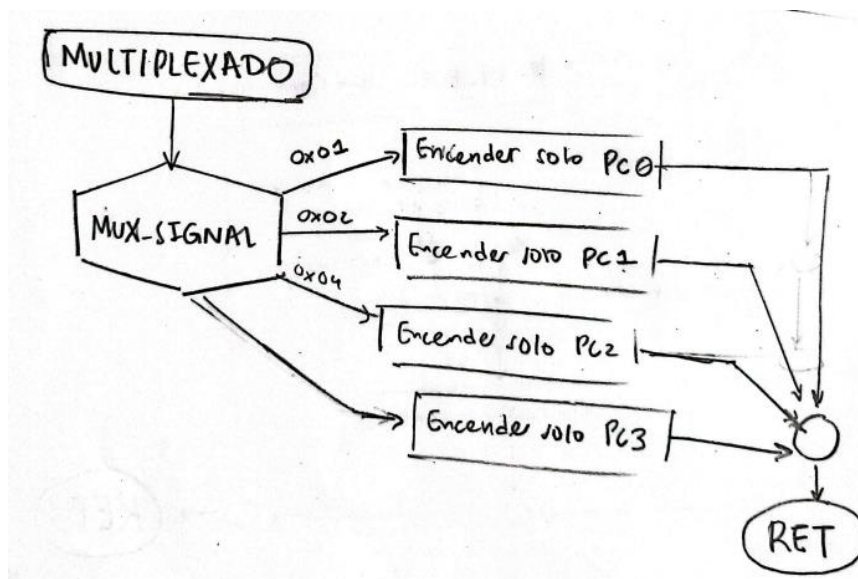 MULTIPLEXADO
MUX_SIGNAL
0x01
Encender solo PC0
0x02
Encender solo PC1
0x04
Encender solo PC2
Encender solo PC3
RET